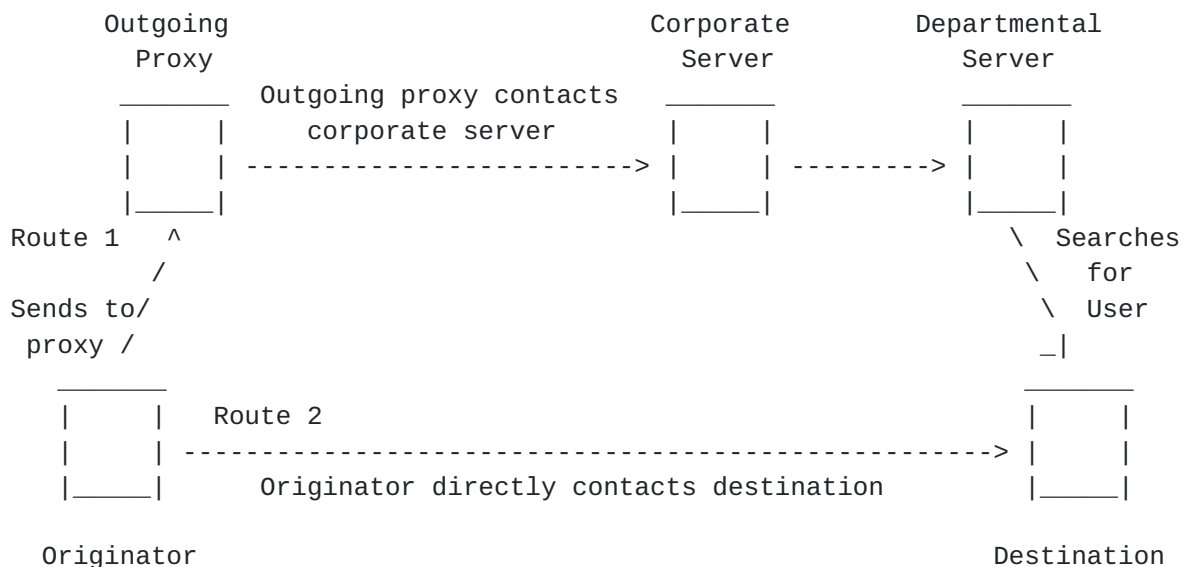 Outgoing Corporate Departmental
Proxy Server Server
Outgoing proxy contacts
corporate server
Route 1 Searches
for
Sends to User
proxy
Route 2
Originator directly contacts destination
Originator Destination